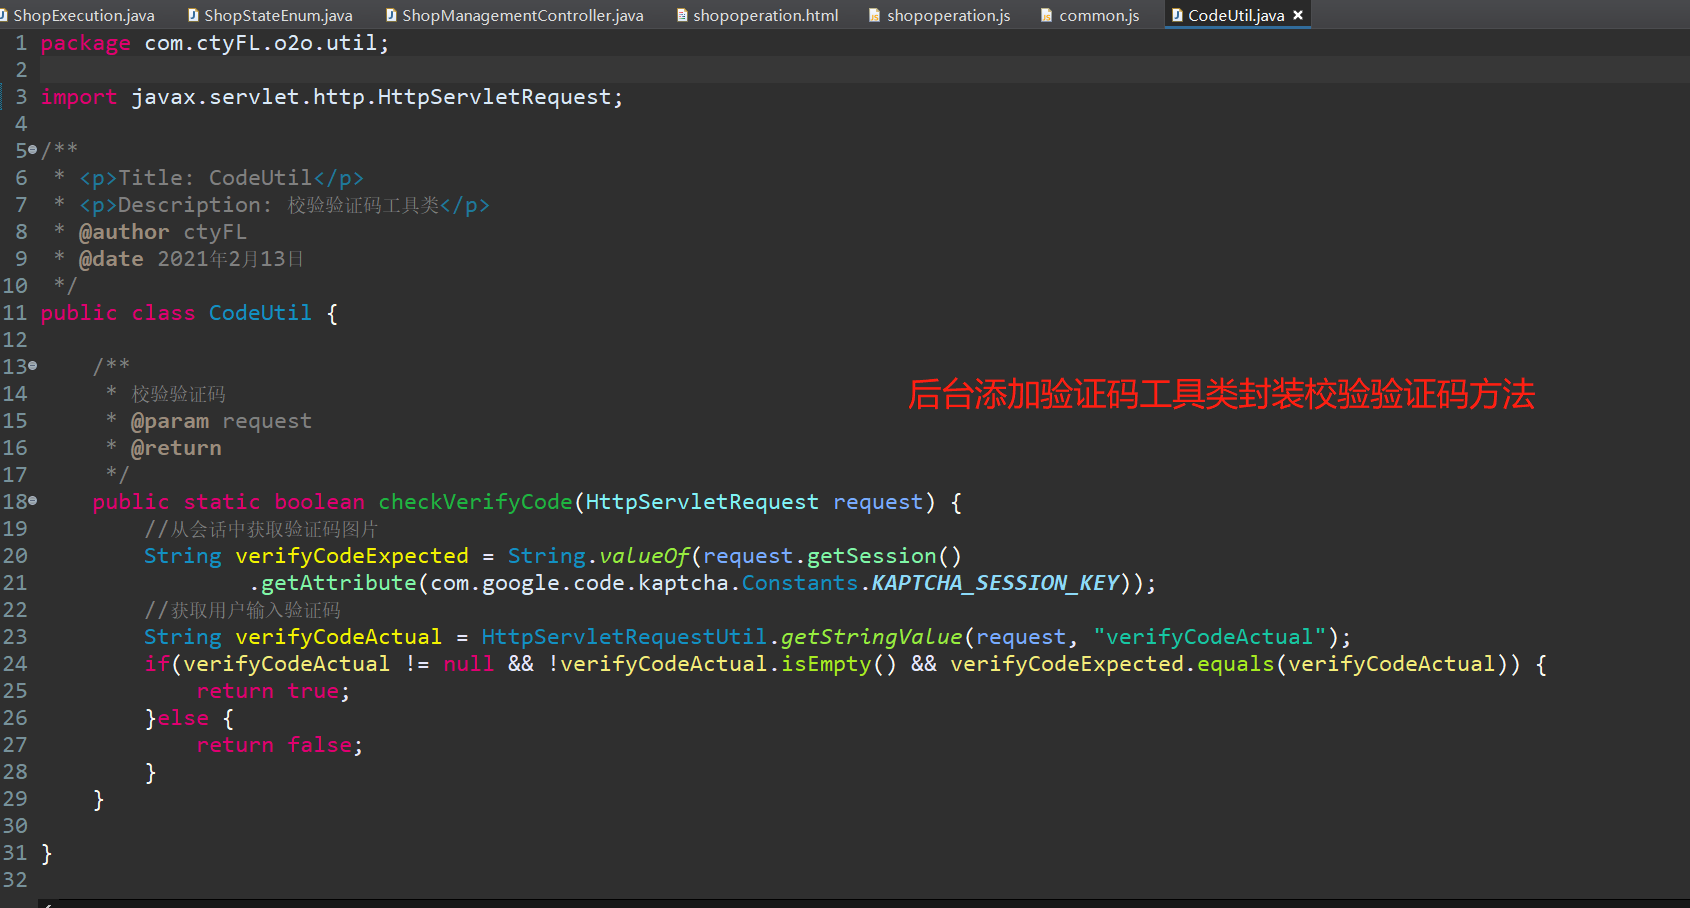 ShopExecution.java ShopStateEnum.java ShopManagementController.java shopoperation.html shopoperation.js common.js CodeUtil.java
1 package com.ctyFL.o2o.util;
2
3 import javax.servlet.http.HttpServletRequest;
4
5 /**
6 * <p>Title: CodeUtil</p>
7 * <p>Description: 校验验证码工具类</p>
8 * @author ctyFL
9 * @date 2021年2月13日
10 */
11 public class CodeUtil {
12
13 /**
14 * 校验验证码
后台添加验证码工具类封装校验验证码方法
15 * @param request
16 * @return
17 */
18 public static boolean checkVerifyCode(HttpServletRequest request) {
19 //从会话中获取验证码图片
20 String verifyCodeExpected = String.valueOf(request.getSession()
21 .getAttribute(com.google.code.kaptcha.Constants.KAPTCHA_SESSION_KEY));
22 //获取用户输入验证码
23 String verifyCodeActual = HttpServletRequestUtil.getStringValue(request, "verifyCodeActual");
24 if(verifyCodeActual != null && !verifyCodeActual.isEmpty() && verifyCodeExpected.equals(verifyCodeActual)) {
25 return true;
26 }else {
27 return false;
28 }
29 }
30
31 }
32